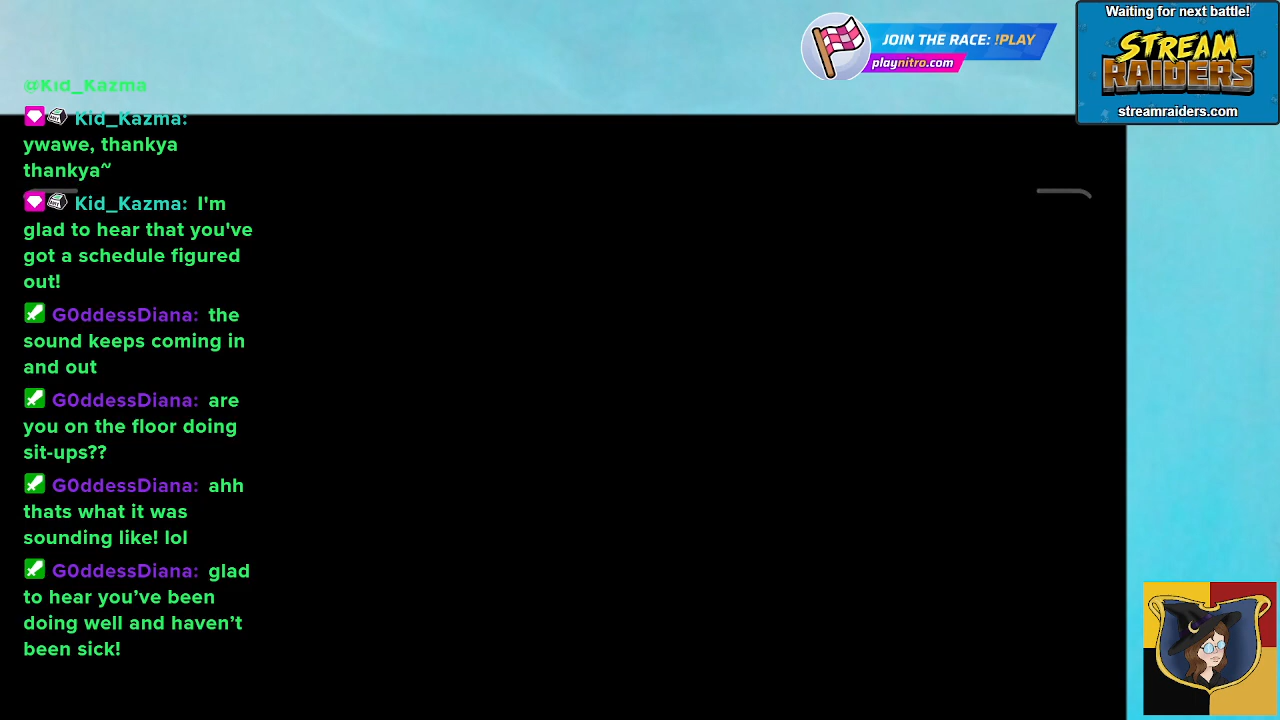 Waiting for next battle!
JOIN THE RACE: !PLAY
STREAM
RAIDERS
playnitro.com
streamraiders.com
@Kid_Kazma
Kid_Kazma:
ywawe, thankya
thankya~
Kid_Kazma: I'm
glad to hear that you've
got a schedule figured
out!
G0ddessDiana: the
sound keeps coming in
and out
G0ddessDiana: are
you on the floor doing
sit-ups??
G0ddessDiana: ahh
thats what it was
sounding like! lol
G0ddessDiana: glad
to hear you’ve been
doing well and haven’t
been sick!